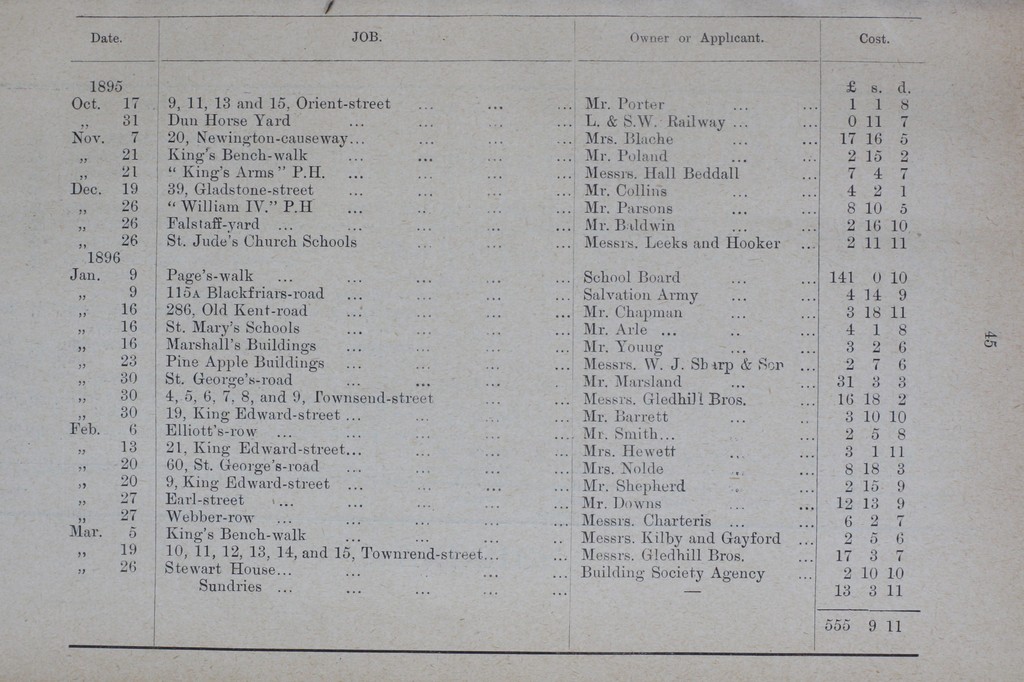 Date. JOB. Owner or Applicant. Cost.
1895 £ s. d.
Oct. 17 9, 11, 13 and 15, Orient-street ... ... ... Mr. Porter ... ... 1 1 8
„ 31 Dun Horse Yard ... ... ... ... L. & S.W. Railway ... ... 0 11 7
Nov. 7 20, Newington-causeway... ... ... ... Mrs. Blache ... ... 17 16 5
„ 21 King's Bench-walk ... ... ... ... Mr. Poland ... ... 2 15 2
„ 21 “ King's Arms ” P.H. ... ... ... ... Messrs. Hall Beddall ... 7 4 7
Dec. 19 39, Gladstone-street ... ... ... ... Mr. Collins ... ... 4 2 1
„ 26 “ William IV.” P.H ... ... ... ... Mr. Parsons ... ... 8 10 5
„ 26 Falstaff-yard ... ... ... ... ... Mr. Baldwin ... ... 2 16 10
„ 26 St. Jude's Church Schools ... ... ... Messrs. Leeks and Hooker ... 2 11 11
1896
Jan. 9 Page's-walk ... ... ... ... ... School Board ... ... 141 0 10
„ 9 115A Blackfriars-road ... ... ... ... Salvation Army ... ... 4 14 9
„ 16 286, Old Kent-road ... ... ... ... Mr. Chapman ... ... 3 18 11
„ 16 St. Mary's Schools ... ... ... ... Mr. Arle ... .. ... 4 1 8
„ 16 Marshall's Buildings ... ... ... ... Mr. Young ... ... 3 2 6
„ 23 Pine Apple Buildings ... ... ... ... Messrs. W. J. Sharp & Son ... 2 7 6
„ 30 St. George's-road ... ... ... ... Mr. Marsland ... ... 31 3 3
„ 30 4, 5, 6, 7, 8, and 9, Townsend-street ... ... Messrs. Gledhill Bros. ... 16 18 2
„ 30 19, King Edward-street ... ... ... ... Mr. Barrett ... .. 3 10 10
Feb. 6 Elliott's-row ... ... ... ... ... Mr. Smith... ... ... 2 5 8
„ 13 21, King Edward-street... ... ... ... Mrs. Hewett ... ... 3 1 11
„ 20 60, St. George's-road ... ... ... ... Mrs. Nolde ... ... 8 18 3
„ 20 9, King Edward-street ... ... ... ... Mr. Shepherd ... ... 2 15 9
„ 27 Earl-street ... ... ... ... ... Mr. Downs ... ... 12 13 9
„ 27 Webber-row ... ... ... ... ... Messrs. Charteris ... ... 6 2 7
Mar. 5 King's Bench-walk ... ... ... ... Messrs. Kilby and Gayford ... 2 5 6
„ 19 10, 11, 12, 13, 14, and 15, Townrend-street... ... Messrs. Gledhill Bros. ... 17 3 7
„ 26 Stewart House... ... ... ... ... Building Society Agency ... 2 10 10
Sundries ... ... ... ... ... — 13 3 11
555 9 11
45